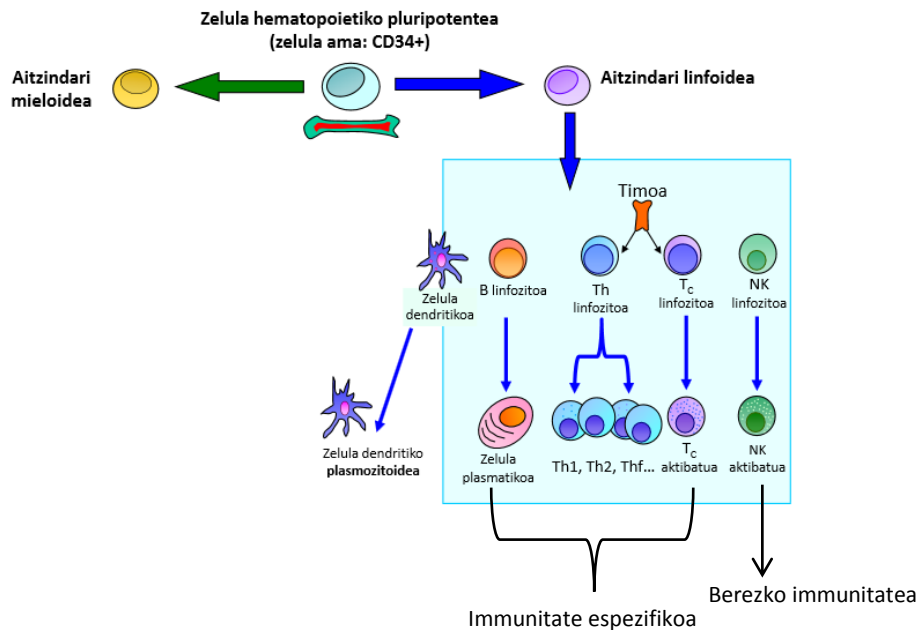 Zelula hematopoietiko pluripotentea
(zelula ama: CD34+)
Aitzindari
mieloidea
Aitzindari linfoidea
Timoa
Zelula
dendritikoa
B linfozitoa
Th
linfozitoa
Tc
linfozitoa
NK
linfozitoa
Zelula dendritiko
plasmozitoidea
Zelula
plasmatikoa
Th1, Th2, Thf...
Tc
aktibatua
NK
aktibatua
Immunitate espezifikoa
Berezko immunitatea